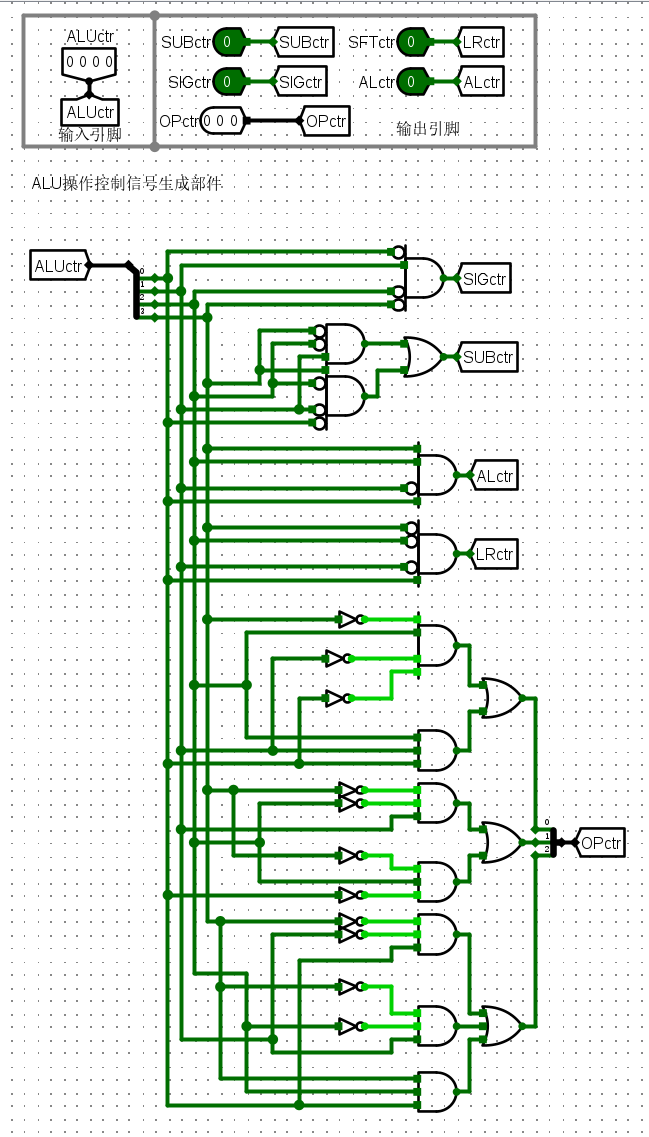 ALUctr
0 0 0 0
ALUctr
输入引脚
SUBctr 0 SUBctr
SFTctr 0 LRctr
SIGctr 0 SIGctr
ALctr 0 ALctr
OPctr 0 0 0 OPctr
输出引脚
ALU操作控制信号生成部件
ALUctr
0
1
2
3
SIGctr
SUBctr
ALctr
LRctr
0
1
2
OPctr